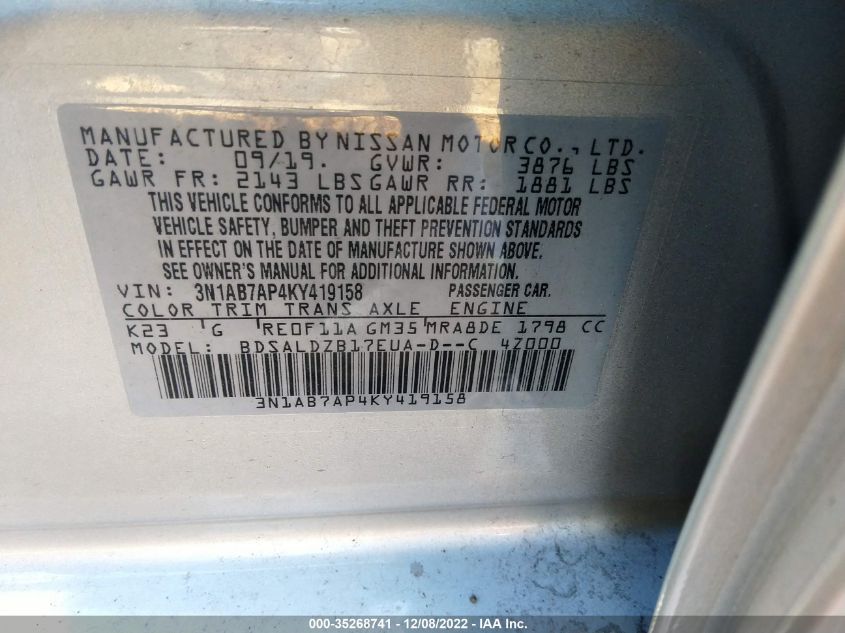 MANUFACTURED BY NISSAN MOTOR CO., LTD.
DATE: 09/19. GVWR: 3876 LBS
GAWR FR: 2143 LBS GAWR RR: 1881 LBS
THIS VEHICLE CONFORMS TO ALL APPLICABLE FEDERAL MOTOR
VEHICLE SAFETY, BUMPER AND THEFT PREVENTION STANDARDS
IN EFFECT ON THE DATE OF MANUFACTURE SHOWN ABOVE.
SEE OWNER'S MANUAL FOR ADDITIONAL INFORMATION.
VIN: 3N1AB7AP4KY419158 PASSENGER CAR.
COLOR TRIM TRANS AXLE ENGINE
K23 G RE0F11A GM35 MRA8DE 1798 CC
MODEL: BDSALDZB17EUA-D--C 4Z000
3N1AB7AP4KY419158
000-35268741 - 12/08/2022 - IAA Inc.